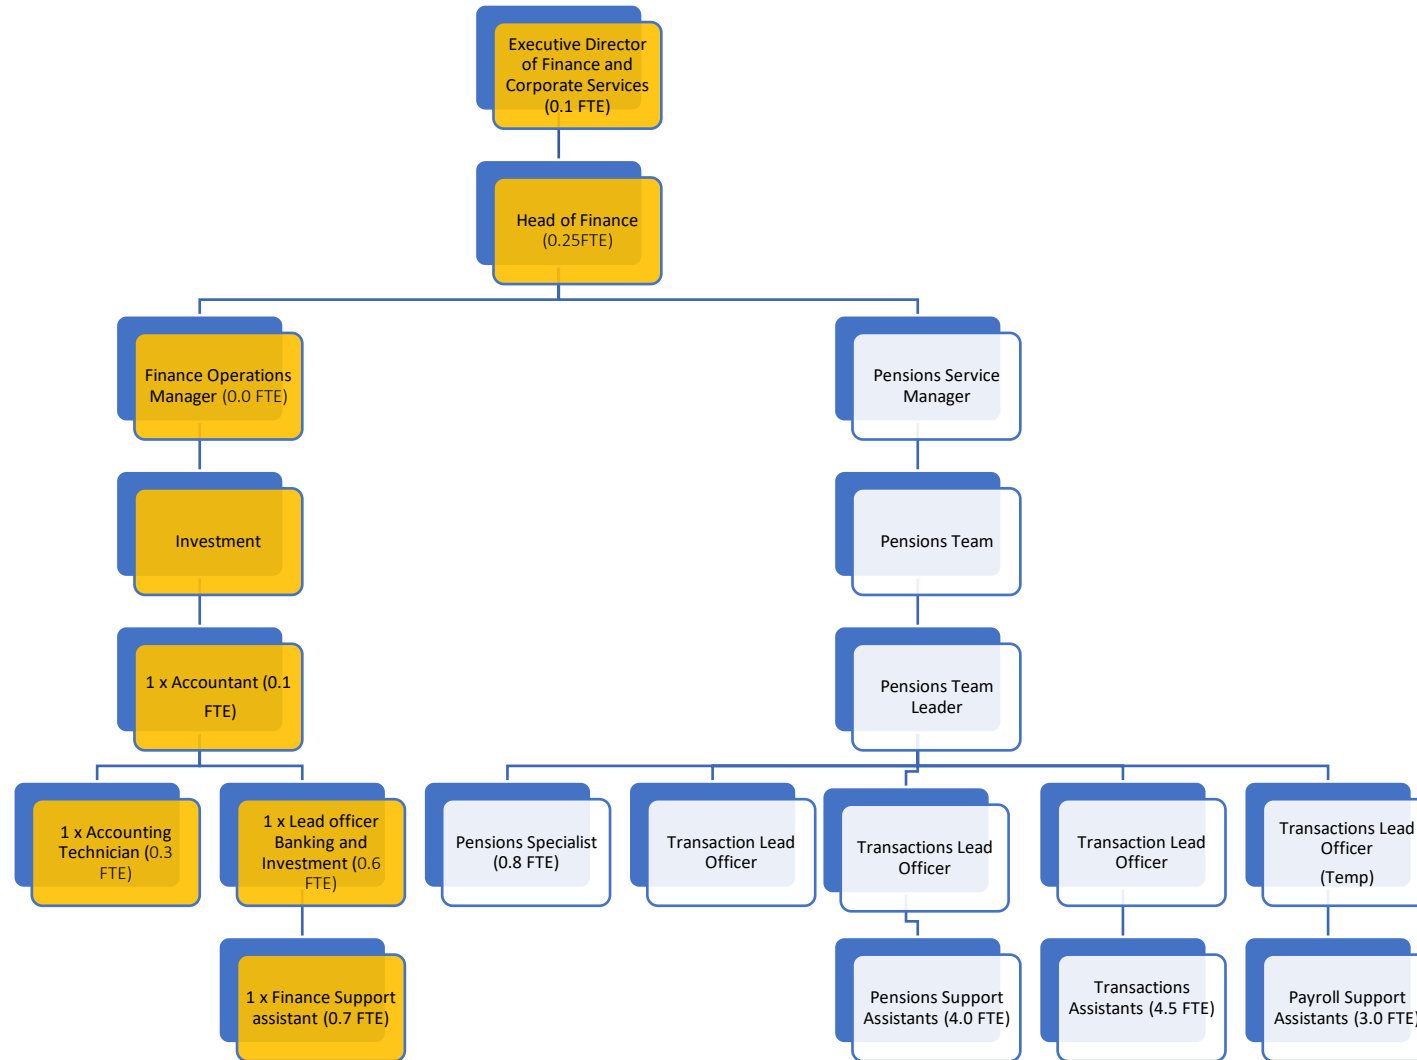 Executive Director
of Finance and
Corporate Services
(0.1 FTE)
Head of Finance
(0.25FTE)
Finance Operations
Manager (0.0 FTE)
Pensions Service
Manager
Investment
Pensions Team
1 x Accountant (0.1
FTE)
Pensions Team
Leader
1 x Accounting
Technician (0.3
FTE)
1 x Lead officer
Banking and
Investment (0.6
FTE)
Pensions Specialist
(0.8 FTE)
Transaction Lead
Officer
Transactions Lead
Officer
Transaction Lead
Officer
Transactions Lead
Officer
(Temp)
1 x Finance Support
assistant (0.7 FTE)
Pensions Support
Assistants (4.0 FTE)
Transactions
Assistants (4.5 FTE)
Payroll Support
Assistants (3.0 FTE)